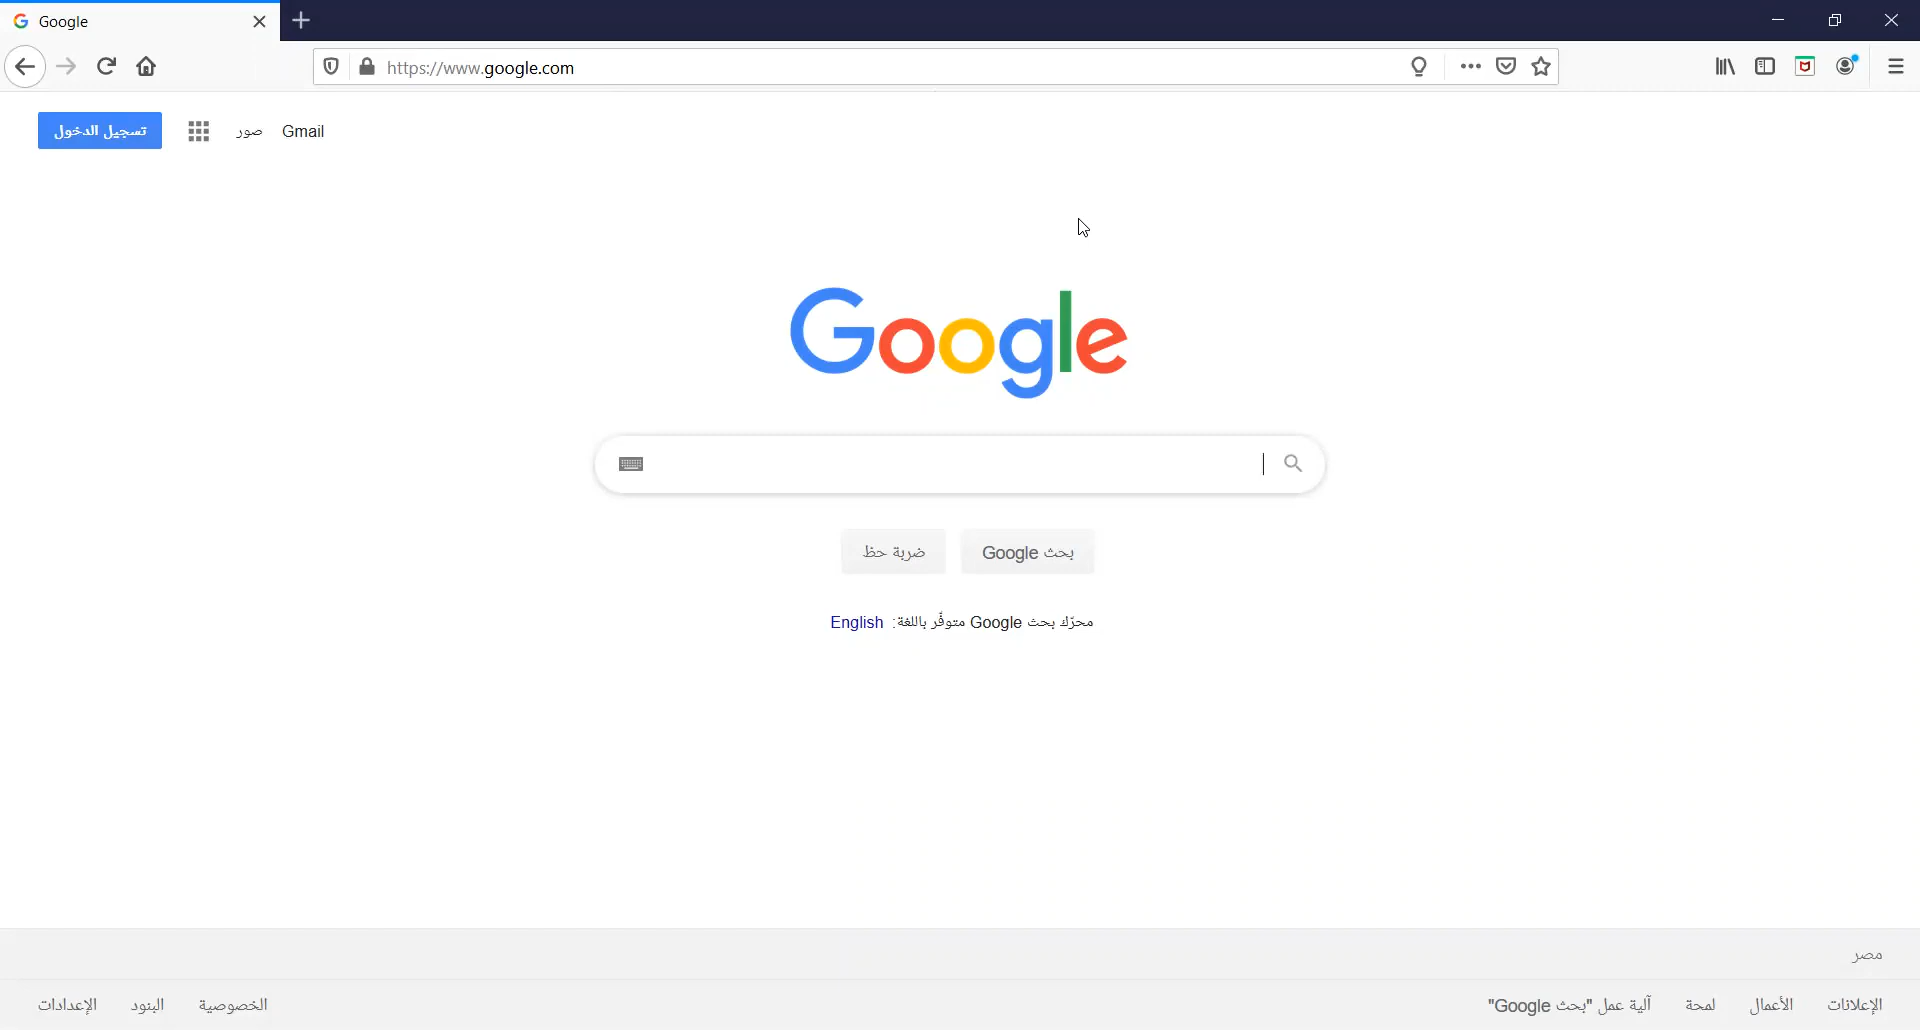 Google
https://www.google.com
تسجيل الدخول
صور
Gmail
Google
بحث Google
ضربة حظ
محرّك بحث Google متوفّر باللغة: English
مصر
الإعلانات
الأعمال
لمحة
آلية عمل "بحث Google"
الخصوصية
البنود
الإعدادات